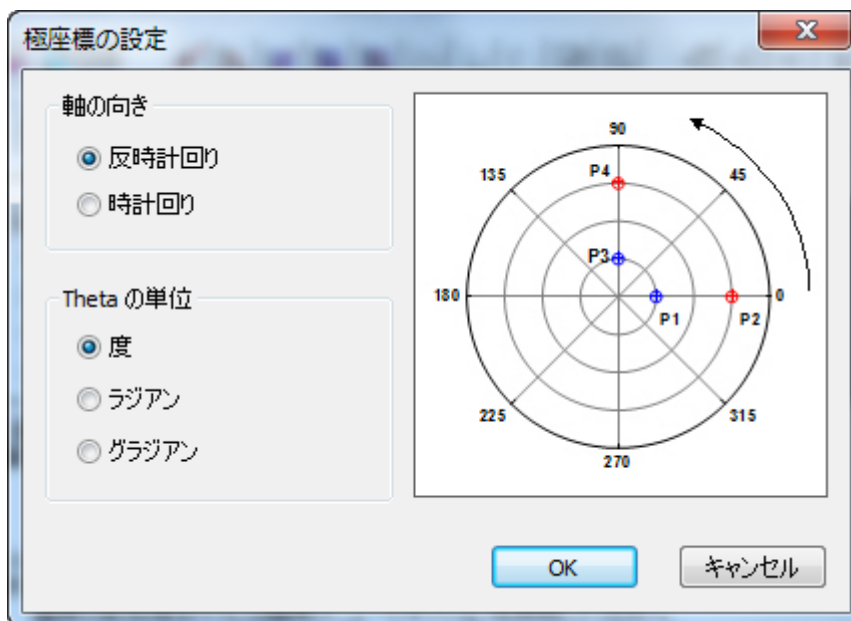 極座標の設定
軸の向き
反時計回り
時計回り
Theta の単位
度
ラジアン
グラジアン
90
135
P4
45
P3
180
0
P1
P2
225
315
270
OK
キャンセル